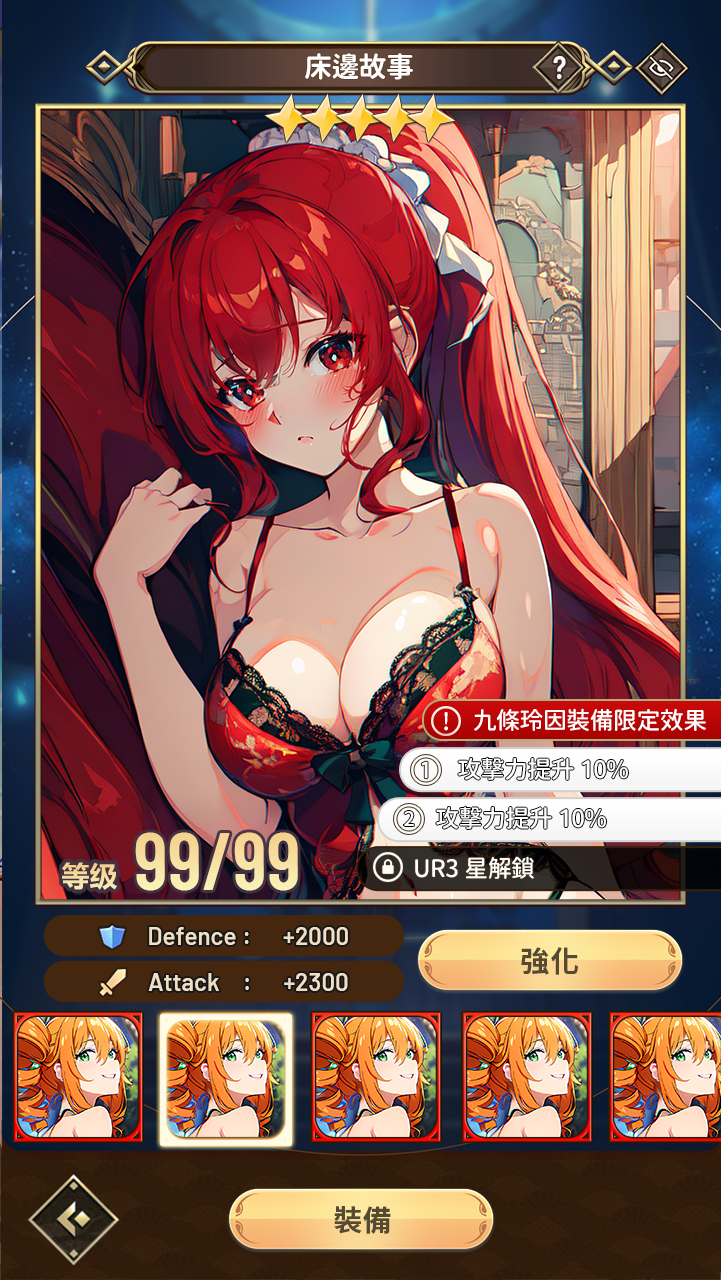 床邊故事
?
九條玲因裝備限定效果
① 攻擊力提升 10%
② 攻擊力提升 10%
UR3 星解鎖
等级 99/99
Defence : +2000
Attack : +2300
強化
裝備